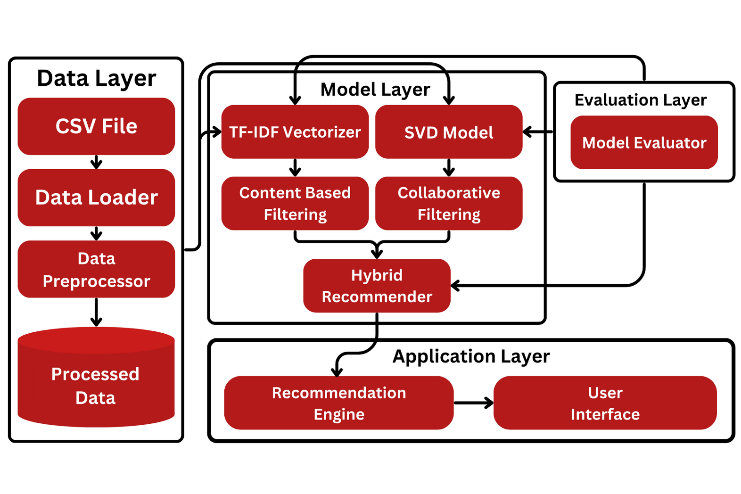 Data Layer
CSV File
Data Loader
Data
Preprocessor
Processed
Data
Model Layer
TF-IDF Vectorizer
SVD Model
Content Based
Filtering
Collaborative
Filtering
Hybrid
Recommender
Evaluation Layer
Model Evaluator
Application Layer
Recommendation
Engine
User
Interface